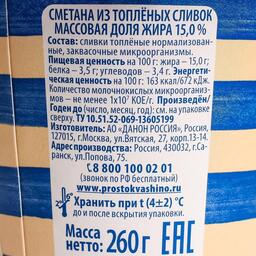 СМЕТАНА ИЗ ТОПЛЁНЫХ СЛИВОК
МАССОВАЯ ДОЛЯ ЖИРА 15,0 %
Состав: сливки топлёные нормализован-
ные, заквасочные микроорганизмы.
Пищевая ценность на 100 г: жира – 15,0 г;
белка – 3,5 г; углеводов – 3,4 г. Энергетичес-
кая ценность на 100 г: 163 ккал/672 кДж.
Количество молочнокислых микроорганиз-
мов – не менее 1х10⁷ КОЕ/г. Произведён/
Годен до (число, месяц, год): см. на упаковке
сверху. ТУ 10.51.52-069-13605199
Изготовитель: АО «ДАНОН РОССИЯ», Россия,
127015, г. Москва, ул. Вятская, 27, корп.13-14.
Адрес производства: Россия, 430032, г. Са-
ранск, ул.Попова, 75.
8 800 100 02 01
(звонок по РФ бесплатный)
www.prostokvashino.ru
Хранить при t (4±2) °С
до и после вскрытия упаковки.
Масса
нетто: 260 г EAC